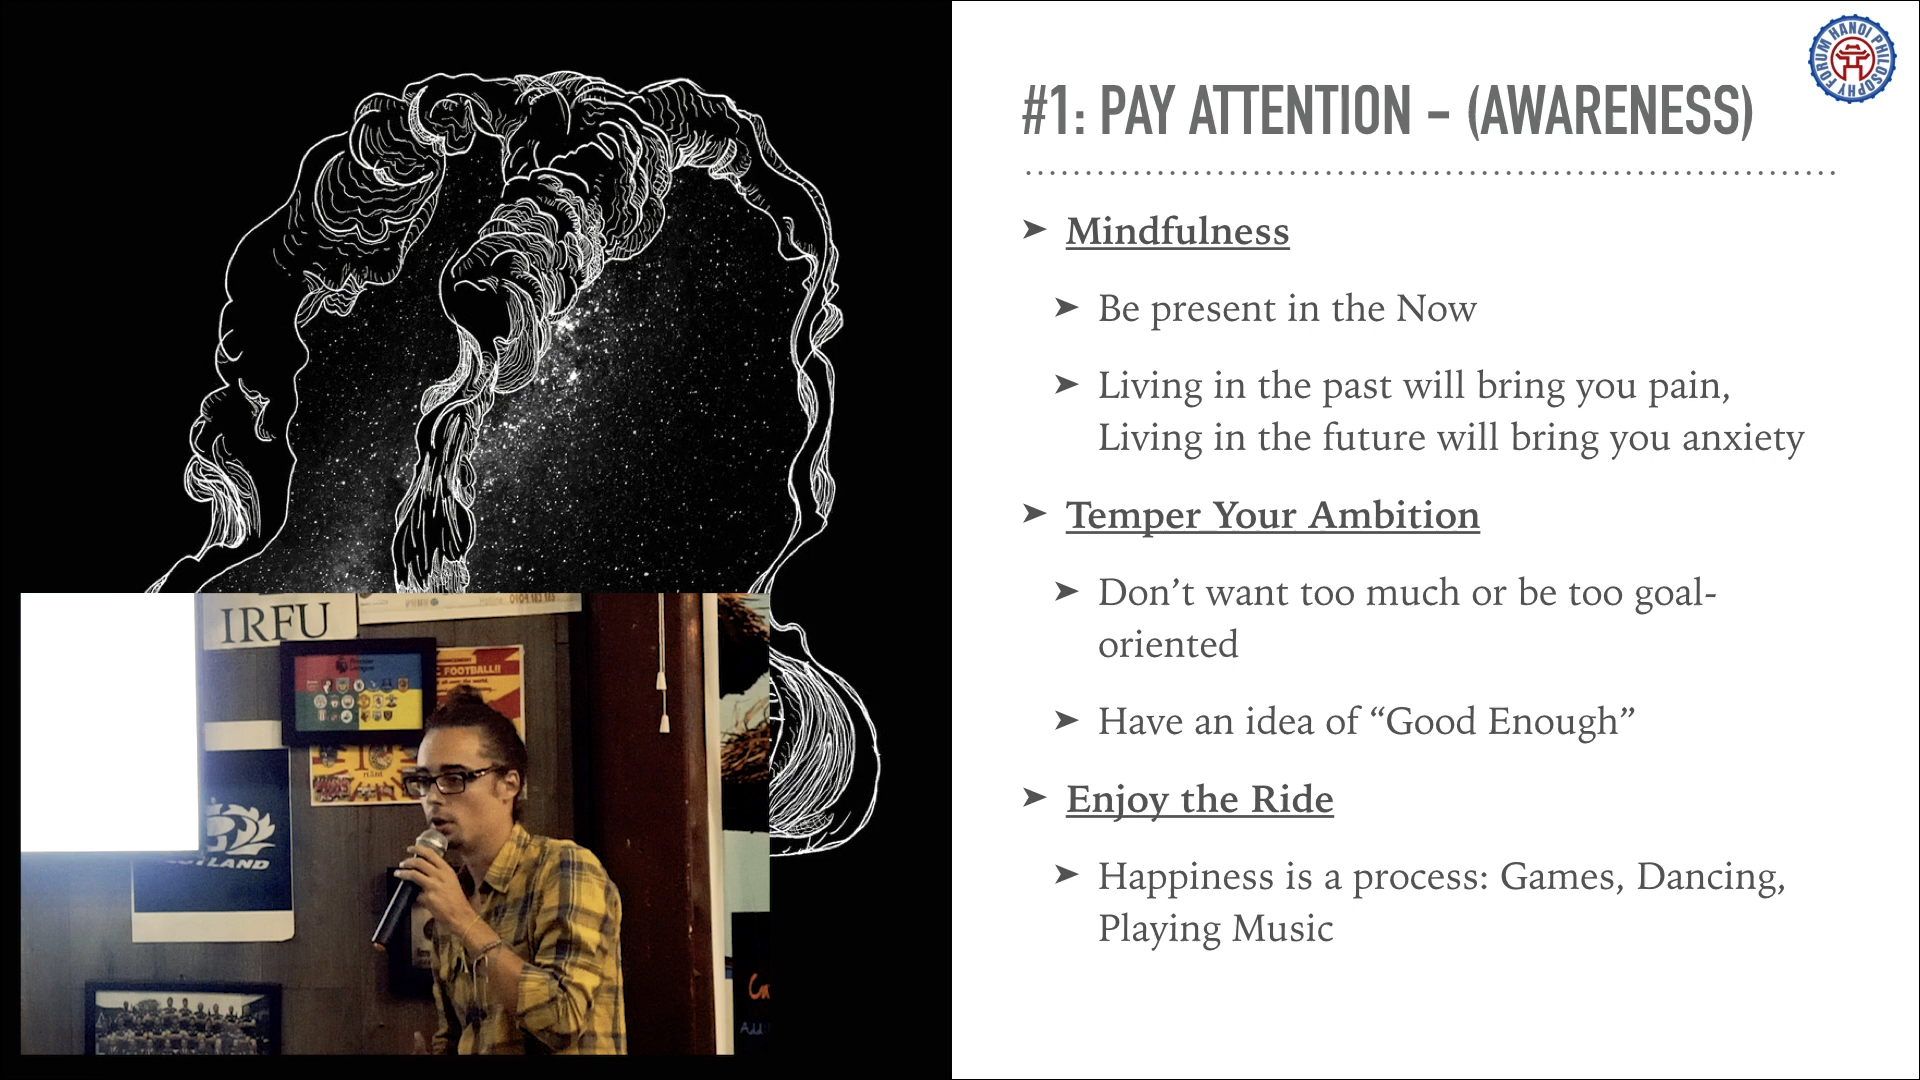 FORUM HANOI PHILOSOPHY
#1: PAY ATTENTION – (AWARENESS)
➤ Mindfulness
➤ Be present in the Now
➤ Living in the past will bring you pain,
Living in the future will bring you anxiety
➤ Temper Your Ambition
➤ Don’t want too much or be too goal-
oriented
➤ Have an idea of “Good Enough”
➤ Enjoy the Ride
➤ Happiness is a process: Games, Dancing,
Playing Music
IRFU
Premier
League
FOOTBALL!!